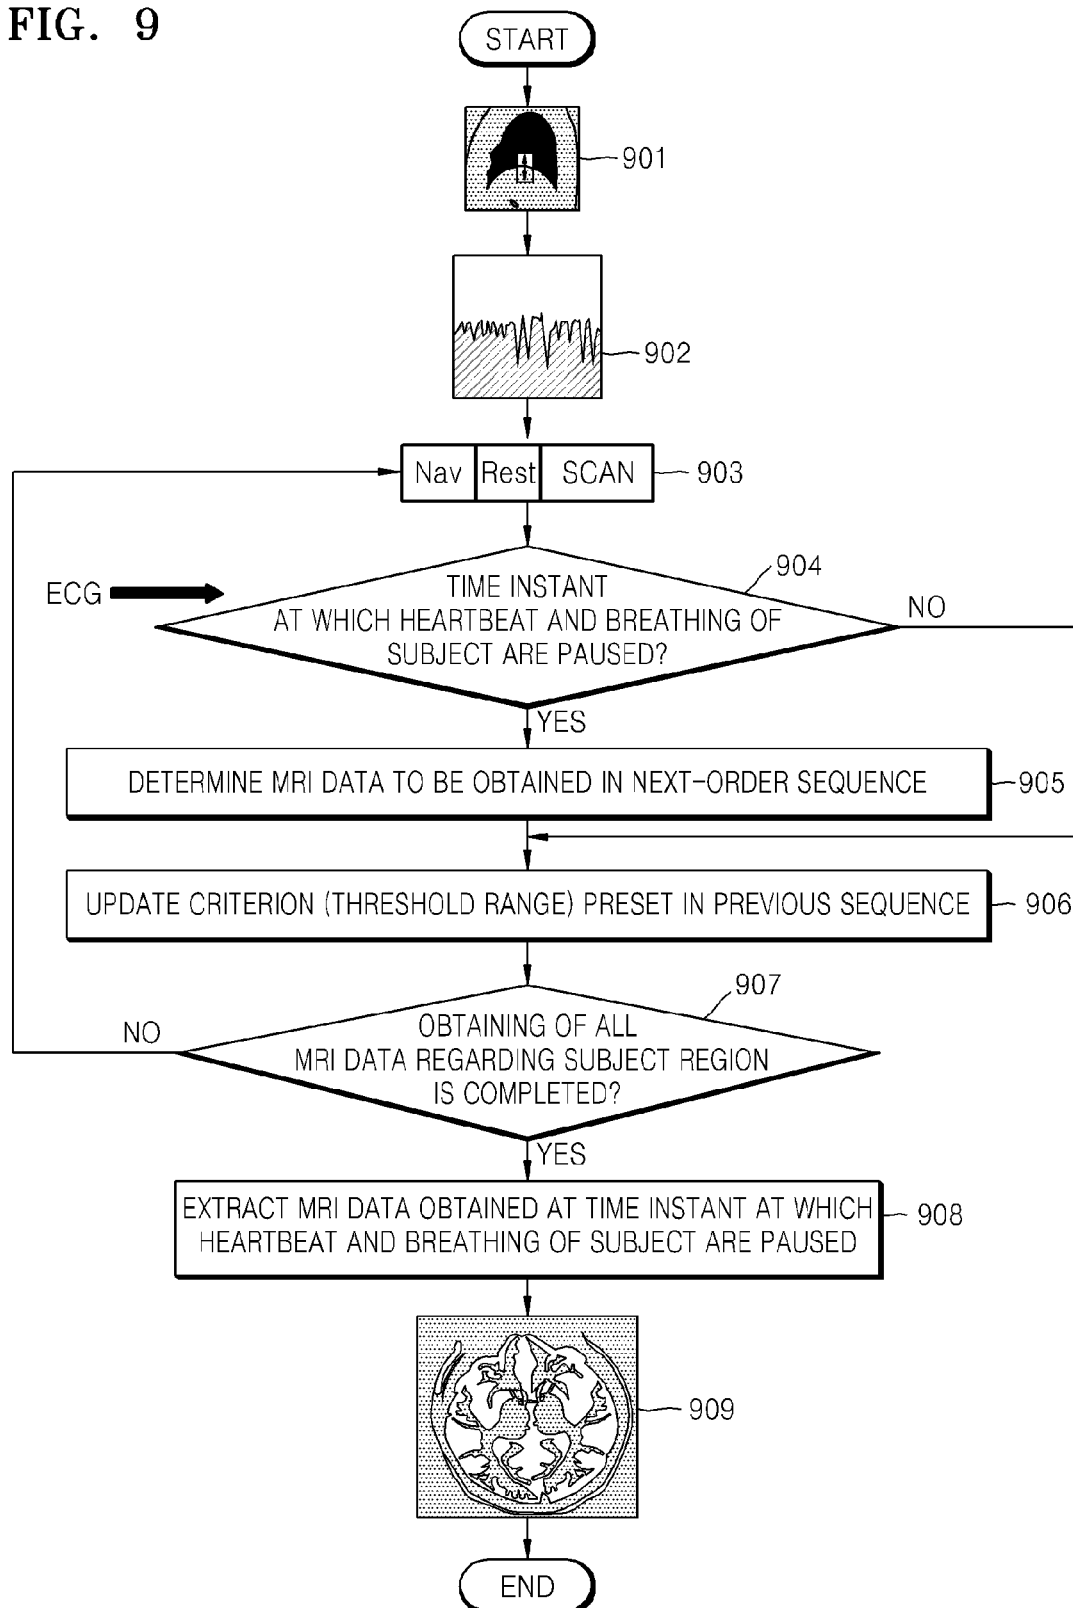 FIG. 9
START
901
902
Nav Rest SCAN 903
904
ECG
TIME INSTANT
AT WHICH HEARTBEAT AND BREATHING OF
SUBJECT ARE PAUSED?
NO
YES
DETERMINE MRI DATA TO BE OBTAINED IN NEXT-ORDER SEQUENCE 905
UPDATE CRITERION (THRESHOLD RANGE) PRESET IN PREVIOUS SEQUENCE 906
907
NO
OBTAINING OF ALL
MRI DATA REGARDING SUBJECT REGION
IS COMPLETED?
YES
EXTRACT MRI DATA OBTAINED AT TIME INSTANT AT WHICH
HEARTBEAT AND BREATHING OF SUBJECT ARE PAUSED
908
909
END